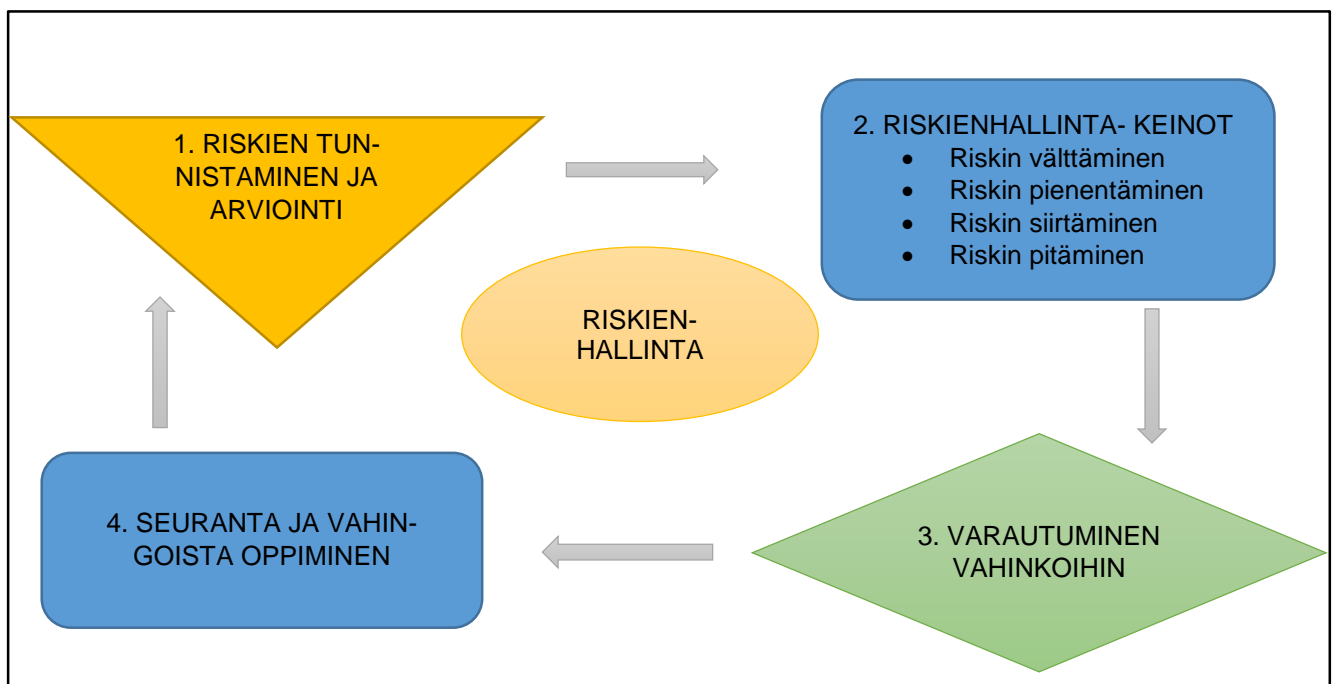 1. RISKIEN TUN-
NISTAMINEN JA
ARVIOINTI
2. RISKIENHALLINTA- KEINOT
• Riskin välttäminen
• Riskin pienentäminen
• Riskin siirtäminen
• Riskin pitäminen
RISKIEN-
HALLINTA
3. VARAUTUMINEN
VAHINKOIHIN
4. SEURANTA JA VAHIN-
GOISTA OPPIMINEN